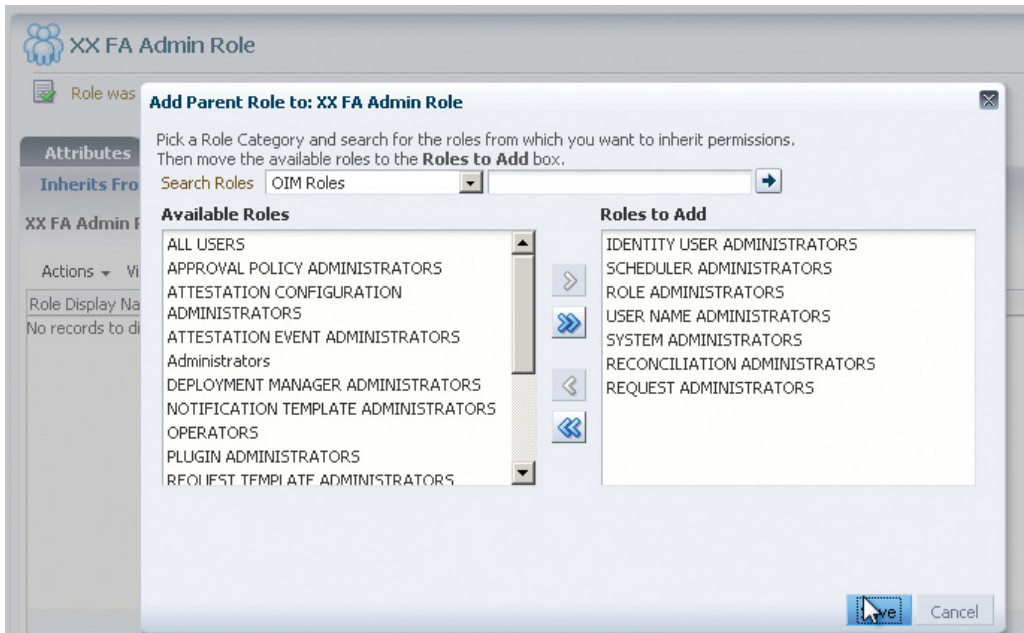 XX FA Admin Role
Role was
Add Parent Role to: XX FA Admin Role
Pick a Role Category and search for the roles from which you want to inherit permissions.
Then move the available roles to the Roles to Add box.
Attributes
Search Roles OIM Roles
Inherits Fro
XX FA Admin
Available Roles
Roles to Add
ALL USERS
APPROVAL POLICY ADMINISTRATORS
ATTESTATION CONFIGURATION
ADMINISTRATORS
ATTESTATION EVENT ADMINISTRATORS
Administrators
DEPLOYMENT MANAGER ADMINISTRATORS
NOTIFICATION TEMPLATE ADMINISTRATORS
OPERATORS
PLUGIN ADMINISTRATORS
REQUEST TEMPLATE ADMINISTRATORS
IDENTITY USER ADMINISTRATORS
SCHEDULER ADMINISTRATORS
ROLE ADMINISTRATORS
USER NAME ADMINISTRATORS
SYSTEM ADMINISTRATORS
RECONCILIATION ADMINISTRATORS
REQUEST ADMINISTRATORS
Actions Vi
Role Display Na
No records to di
Cancel